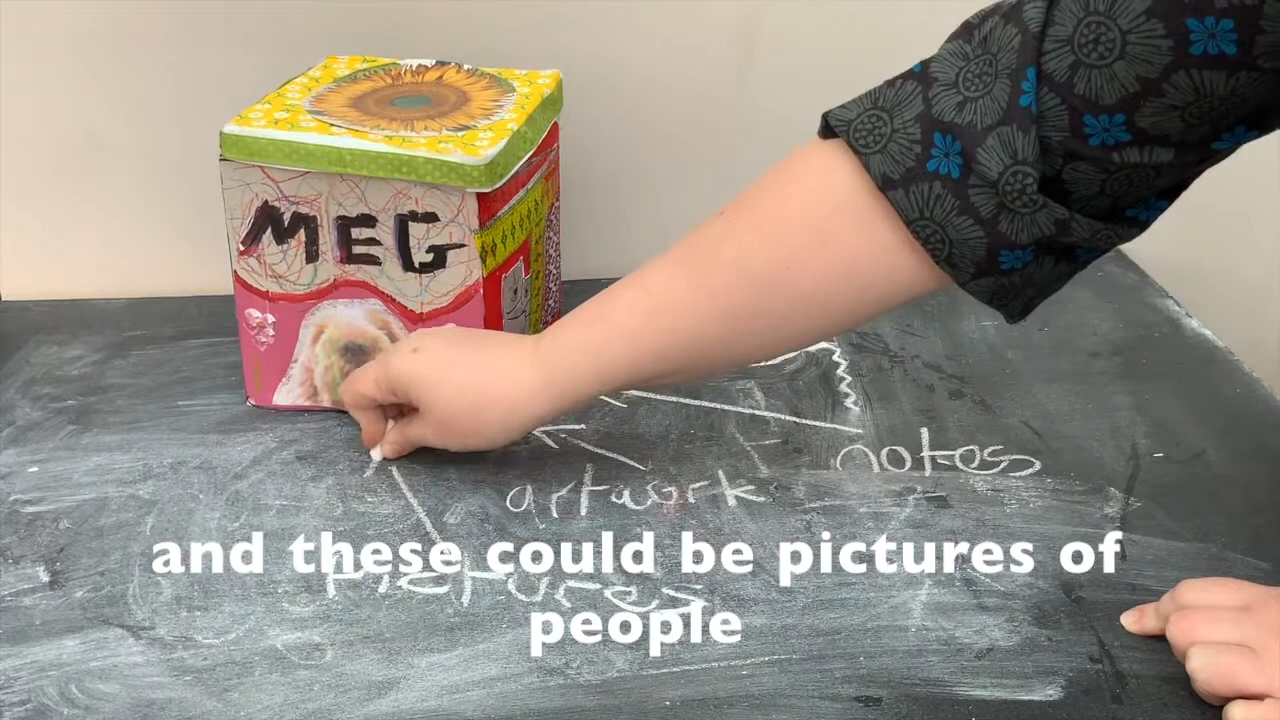 MEG
notes
artwork
and these could be pictures of
Pictures
people